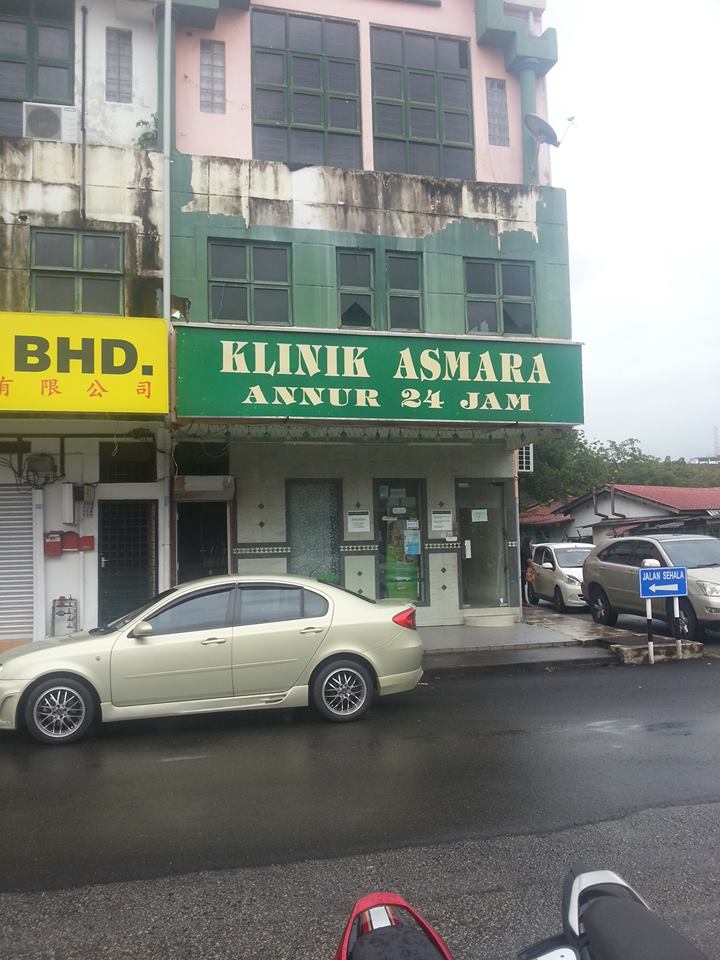 BHD.
有限公司
KLINIK ASMARA
ANNUR 24 JAM
JALAN SEHALA